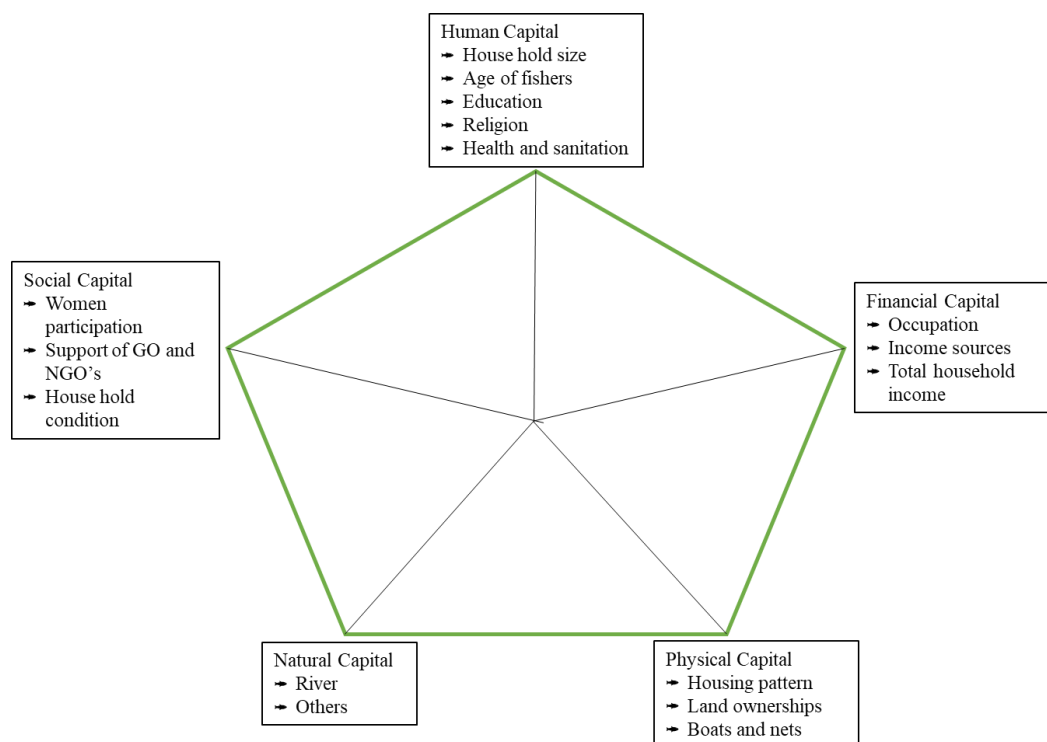 Human Capital
House hold size
Age of fishers
Education
Religion
Health and sanitation
Social Capital
Women
participation
Support of GO and
NGO’s
House hold
condition
Financial Capital
Occupation
Income sources
Total household
income
Natural Capital
River
Others
Physical Capital
Housing pattern
Land ownerships
Boats and nets